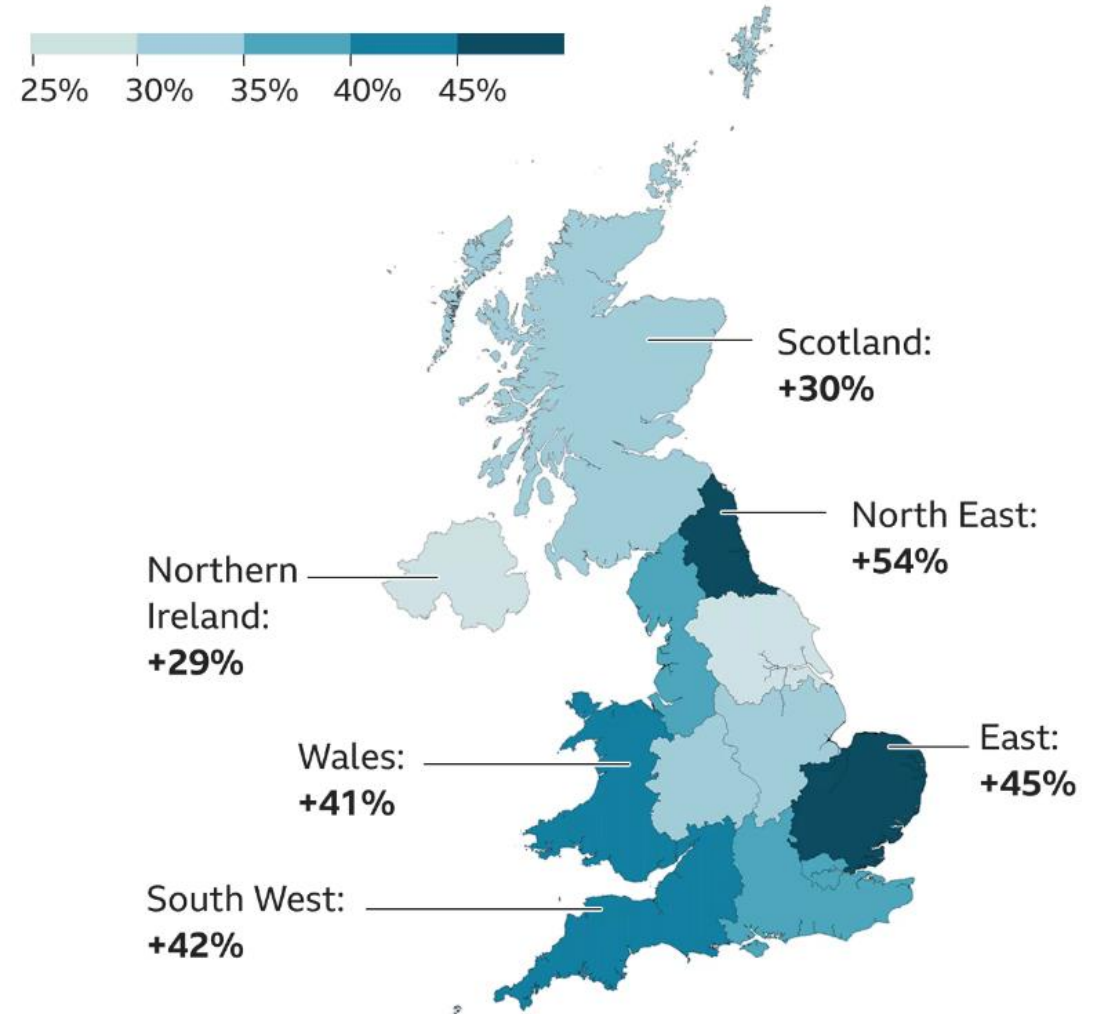 25% 30% 35% 40% 45%
Scotland:
+30%
North East:
+54%
Northern
Ireland:
+29%
East:
+45%
Wales:
+41%
South West:
+42%